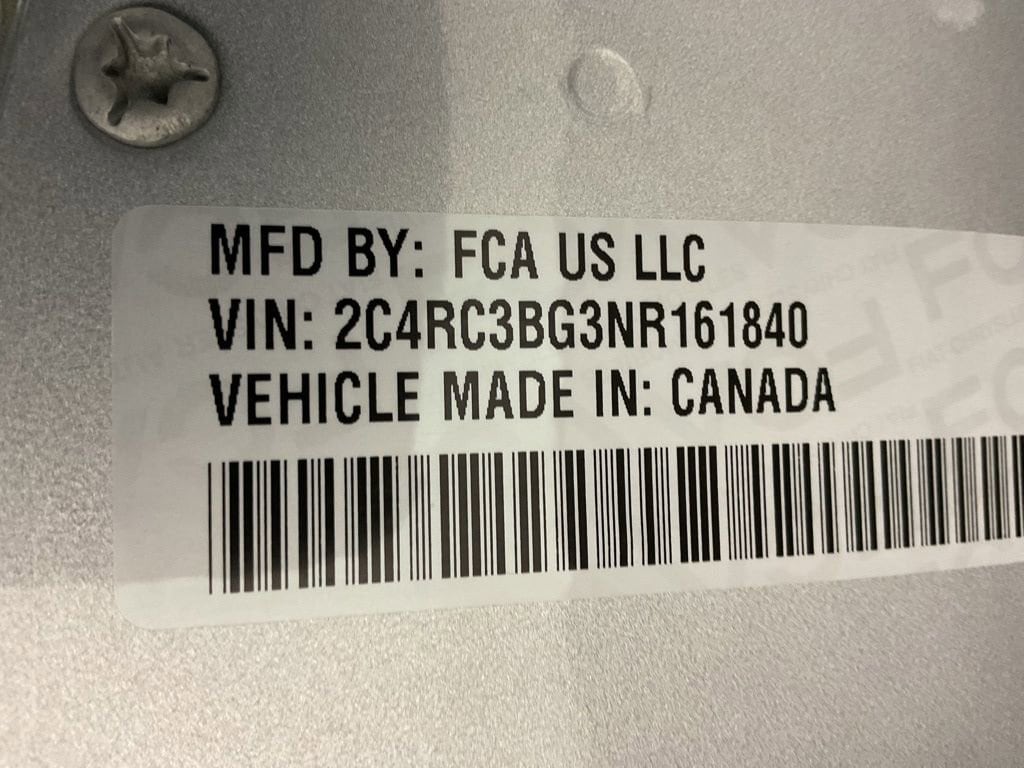 MFD BY: FCA US LLC
VIN: 2C4RC3BG3NR161840
VEHICLE MADE IN: CANADA